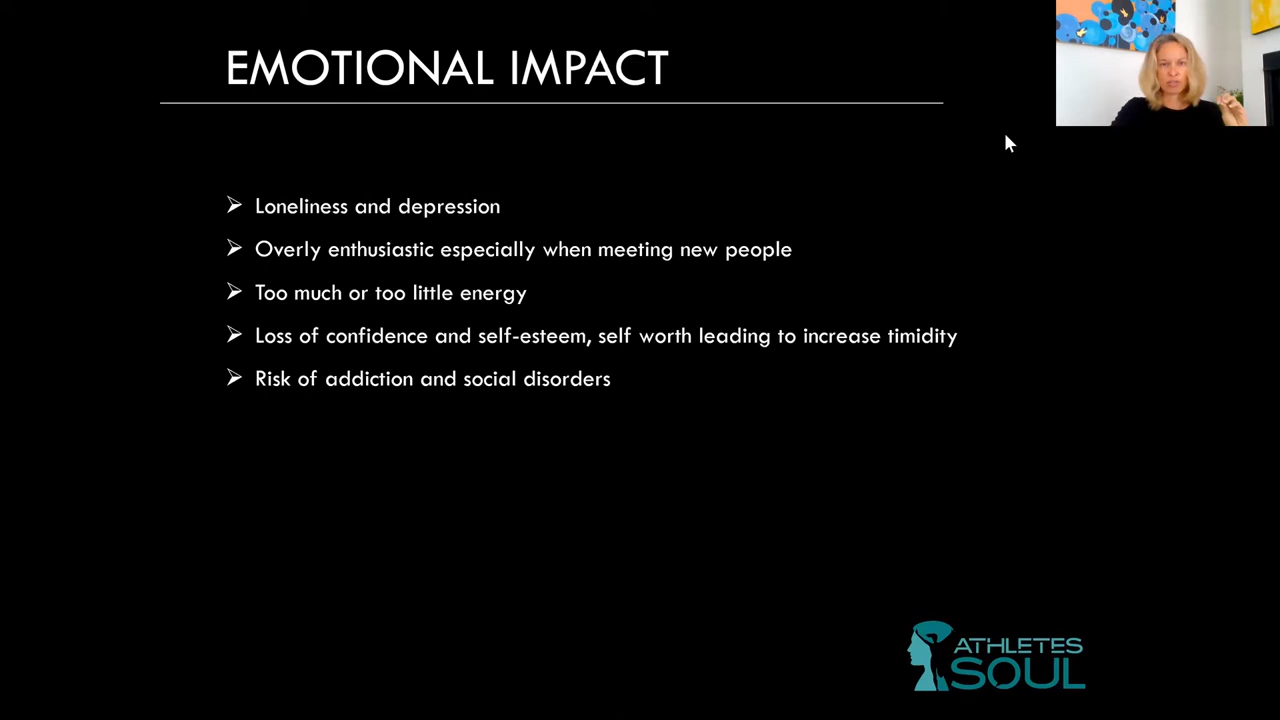 EMOTIONAL IMPACT
Loneliness and depression
Overly enthusiastic especially when meeting new people
Too much or too little energy
Loss of confidence and self-esteem, self worth leading to increase timidity
Risk of addiction and social disorders
ATHLETES
SOUL